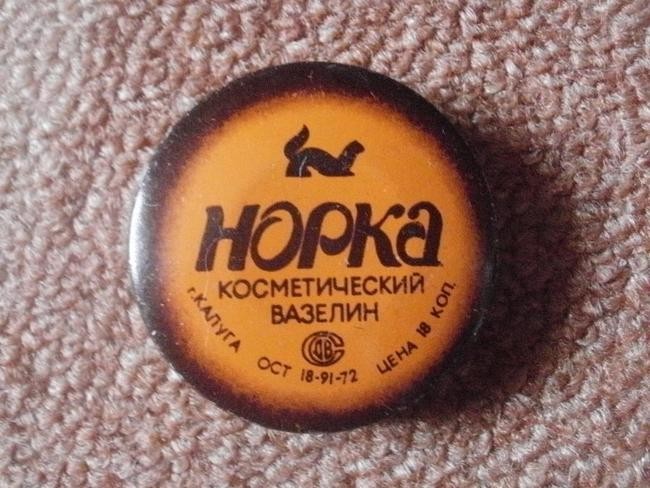 НОРКА
КОСМЕТИЧЕСКИЙ
ВАЗЕЛИН
г. КАЛУГА ОСТ 18-91-72 ЦЕНА 18 КОП.